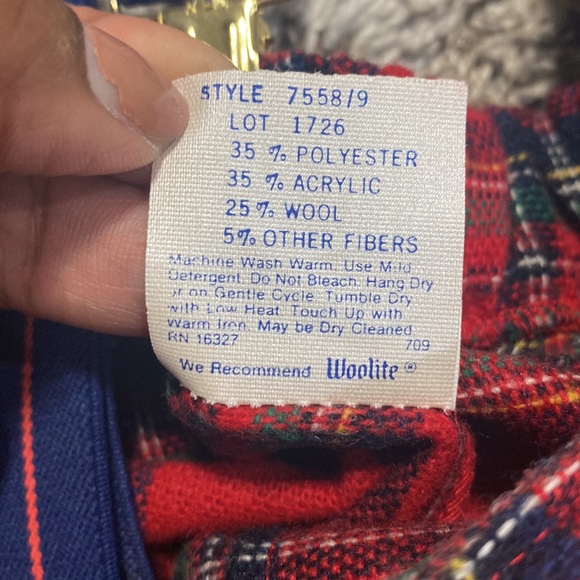 STYLE 7558/9
LOT 1726
35 % POLYESTER
35 % ACRYLIC
25 % WOOL
5% OTHER FIBERS
Machine Wash Warm. Use Mild
Detergent. Do Not Bleach. Hang Dry
or on Gentle Cycle. Tumble Dry
with Low Heat. Touch Up with
Warm Iron. May be Dry Cleaned
RN 16327 709
We Recommend Woolite ®